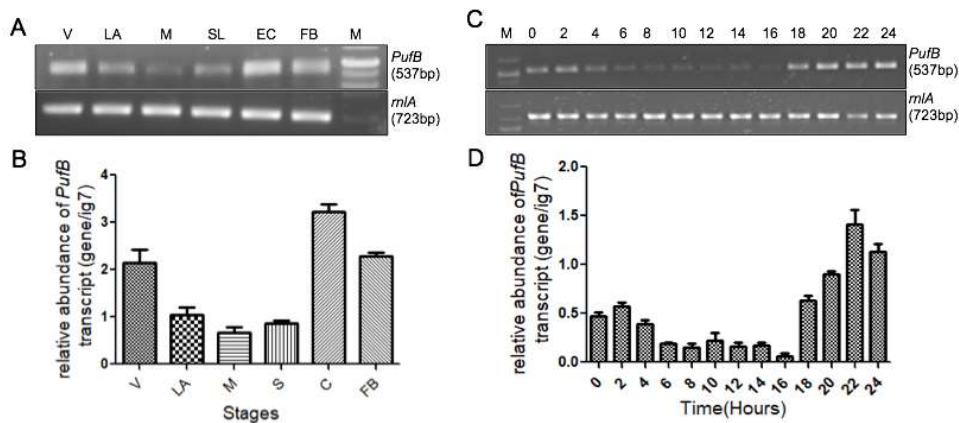 A
V LA M SL EC FB M
PufB
(537bp)
rnlA
(723bp)
B
relative abundance of PufB
transcript (gene/ig7)
4
3
2
1
0
V LA M S C FB
Stages
C
M 0 2 4 6 8 10 12 14 16 18 20 22 24
PufB
(537bp)
rnlA
(723bp)
D
relative abundance ofPufB
transcript (gene/ig7)
2.0
1.5
1.0
0.5
0.0
0 2 4 6 8 10 12 14 16 18 20 22 24
Time(Hours)